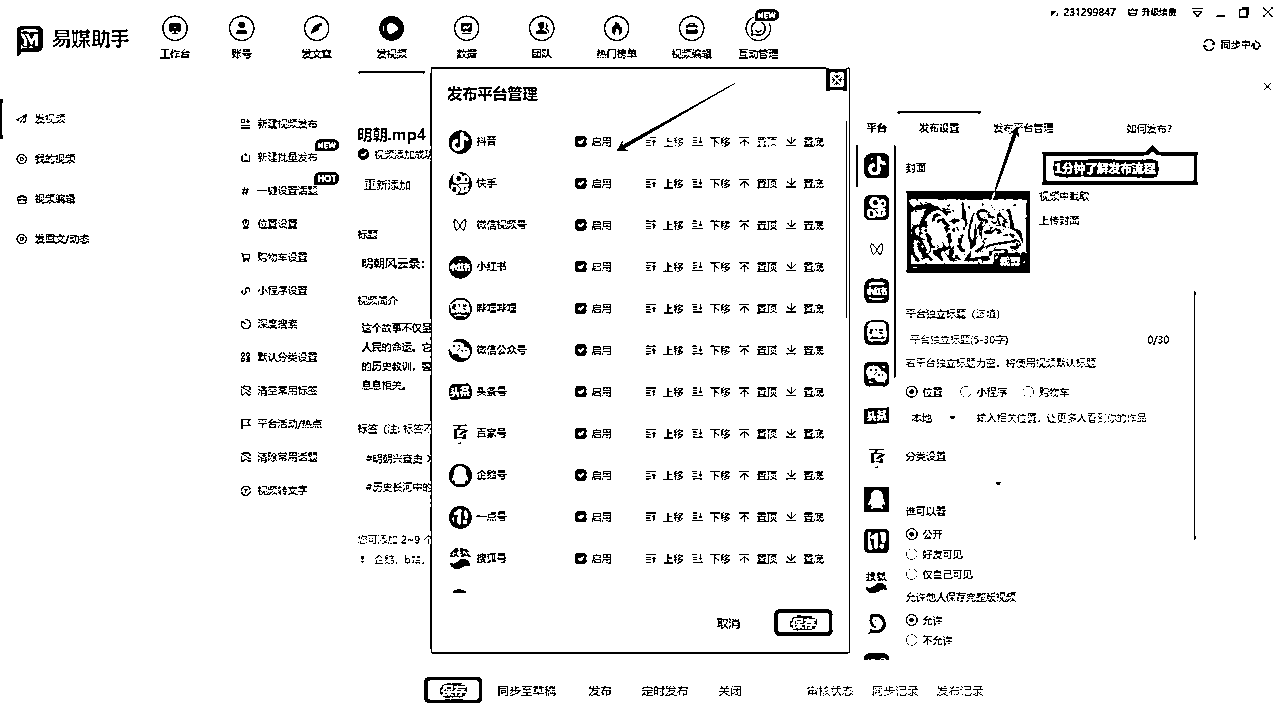 231299847 升级续费
易媒助手
工作台 账号 发文章 发视频 数据 团队 热门榜单 视频编辑 互动管理 NEW
同步中心
发视频
我的视频
视频编辑
发图文/动态
新建视频发布
新建批量发布 NEW
一键设置话题 HOT
位置设置
购物车设置
小程序设置
深度搜索
默认分类设置
清空常用标签
平台活动/热点
清除常用话题
视频转文字
明朝.mp4
视频添加成功
重新添加
标题
明朝风云录：
视频简介
这个故事不仅呈
人民的命运。它
的历史教训，
息息相关。
标签（注：标签不
#明朝兴衰史 X
#历史长河中的
您可添加 2~9 个
企鹅，b站，
发布平台管理
抖音 启用 上移 下移 置顶 置底
快手 启用 上移 下移 置顶 置底
微信视频号 启用 上移 下移 置顶 置底
小红书 启用 上移 下移 置顶 置底
哔哩哔哩 启用 上移 下移 置顶 置底
微信公众号 启用 上移 下移 置顶 置底
头条号 启用 上移 下移 置顶 置底
百家号 启用 上移 下移 置顶 置底
企鹅号 启用 上移 下移 置顶 置底
一点号 启用 上移 下移 置顶 置底
搜狐号 启用 上移 下移 置顶 置底
取消 保存
平台 发布设置 发布平台管理 如何发布?
1分钟了解发布流程
封面
视频中截取
上传封面
平台独立标题（选填）
平台独立标题(5-30字) 0/30
若平台独立标题为空，将使用视频默认标题
位置 小程序 购物车
本地 输入相关位置，让更多人看到你的作品
分类设置
谁可以看
公开
好友可见
仅自己可见
允许他人保存完整版视频
允许
不允许
保存 同步至草稿 发布 定时发布 关闭 审核状态 同步记录 发布记录